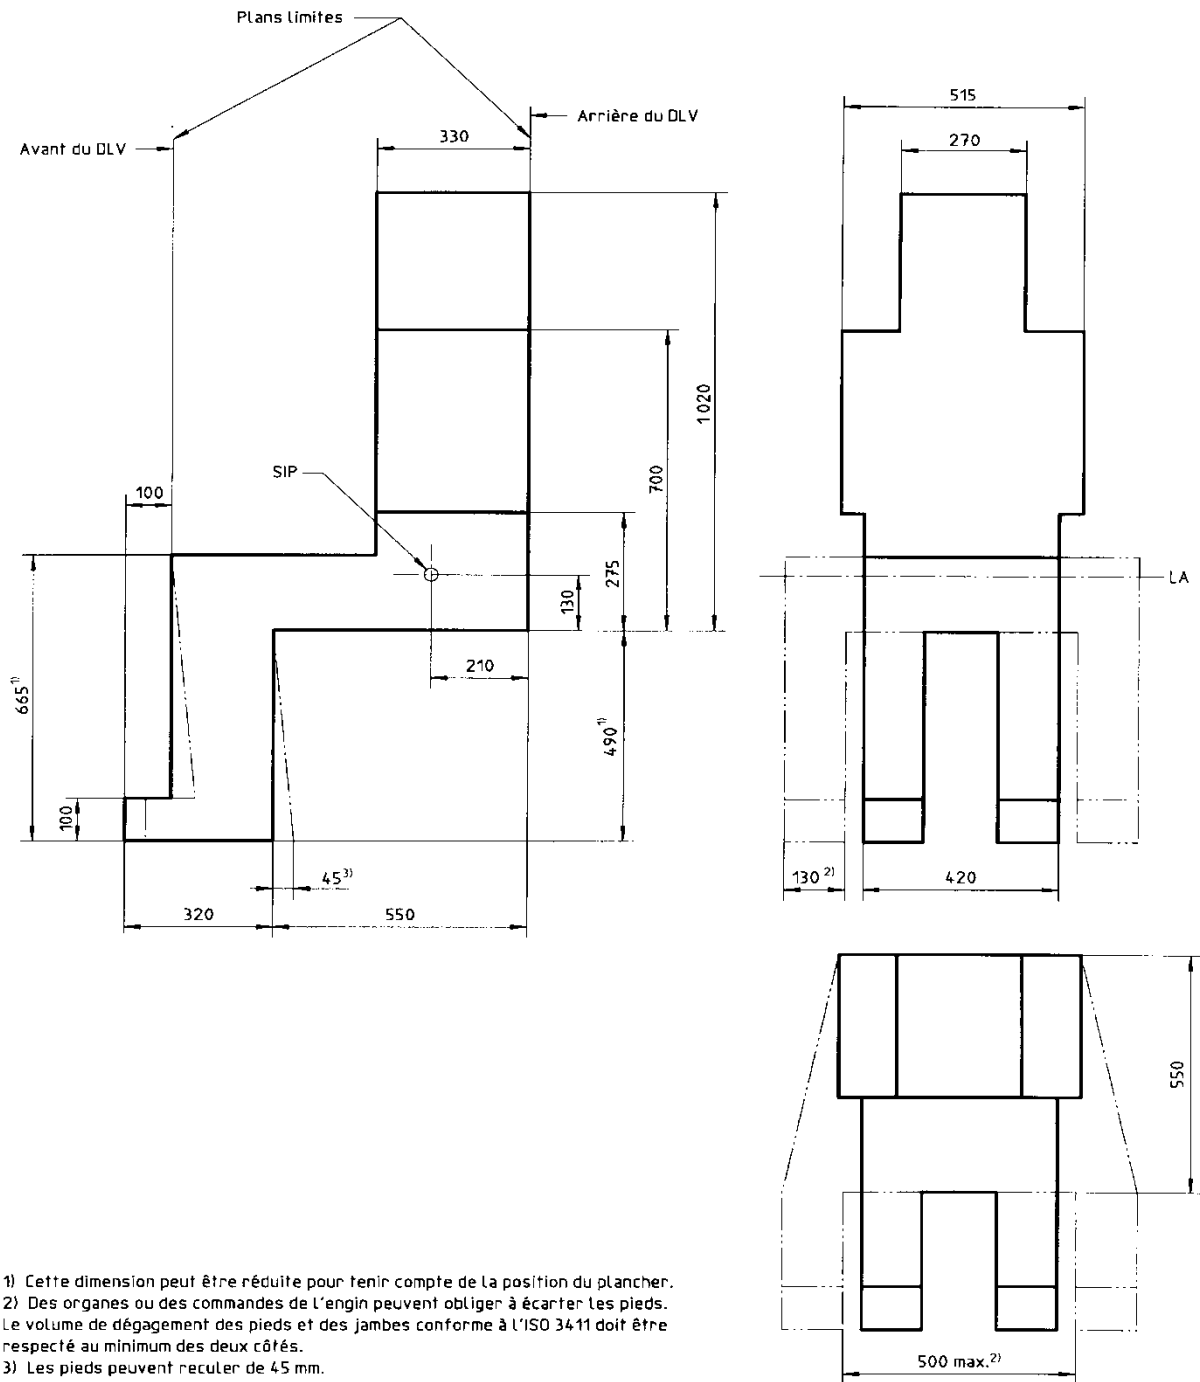 Plans limites
Arrière du DLV
Avant du DLV
330
515
270
SIP
100
1 020
700
275
130
LA
210
665¹⁾
490¹⁾
100
45³⁾
320
550
130 ²⁾
420
550
500 max.²⁾
1) Cette dimension peut être réduite pour tenir compte de la position du plancher.
2) Des organes ou des commandes de l'engin peuvent obliger à écarter les pieds.
Le volume de dégagement des pieds et des jambes conforme à l'ISO 3411 doit être
respecté au minimum des deux côtés.
3) Les pieds peuvent reculer de 45 mm.